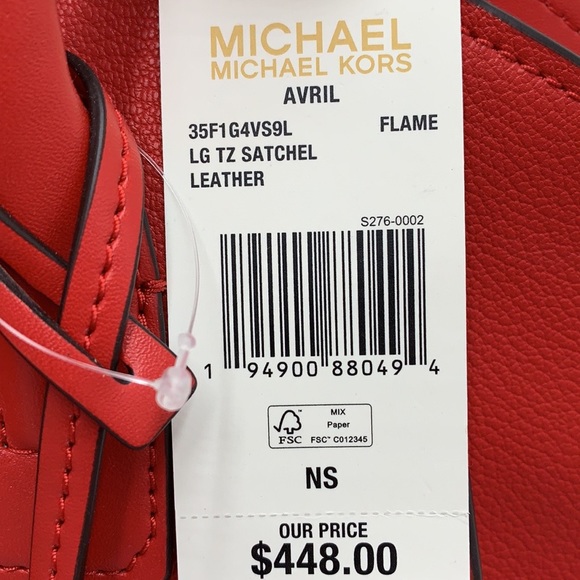 MICHAEL
MICHAEL KORS
AVRIL
35F1G4VS9L FLAME
LG TZ SATCHEL
LEATHER
S276-0002
1 94900 88049 4
FSC
MIX
Paper
FSC™ C012345
NS
OUR PRICE
$448.00